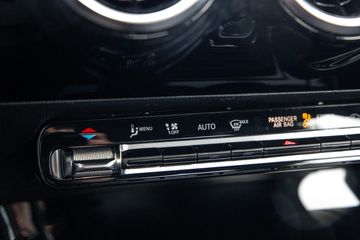 MENU
OFF
AUTO
MAX
PASSENGER
AIR BAG